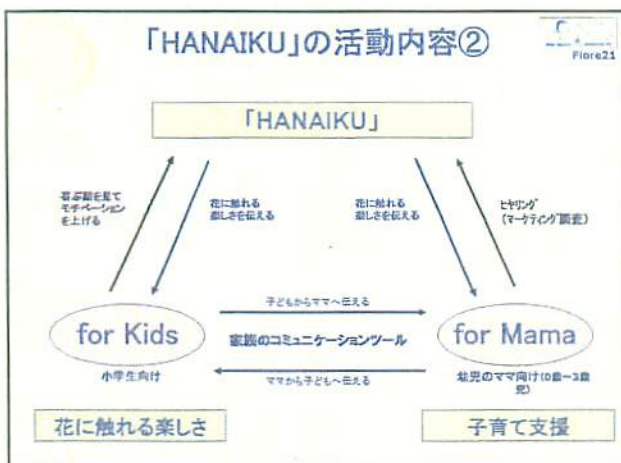 「HANAIKU」の活動内容②
Fiore21
「HANAIKU」
喜ぶ顔を見て
モチベーション
を上げる
花に触れる
楽しさを伝える
花に触れる
楽しさを伝える
ヒヤリング
(マーケティング調査)
子どもからママへ伝える
for Kids
家族のコミュニケーションツール
for Mama
小学生向け
ママから子どもへ伝える
幼児のママ向け(0歳〜3歳
児)
花に触れる楽しさ
子育て支援